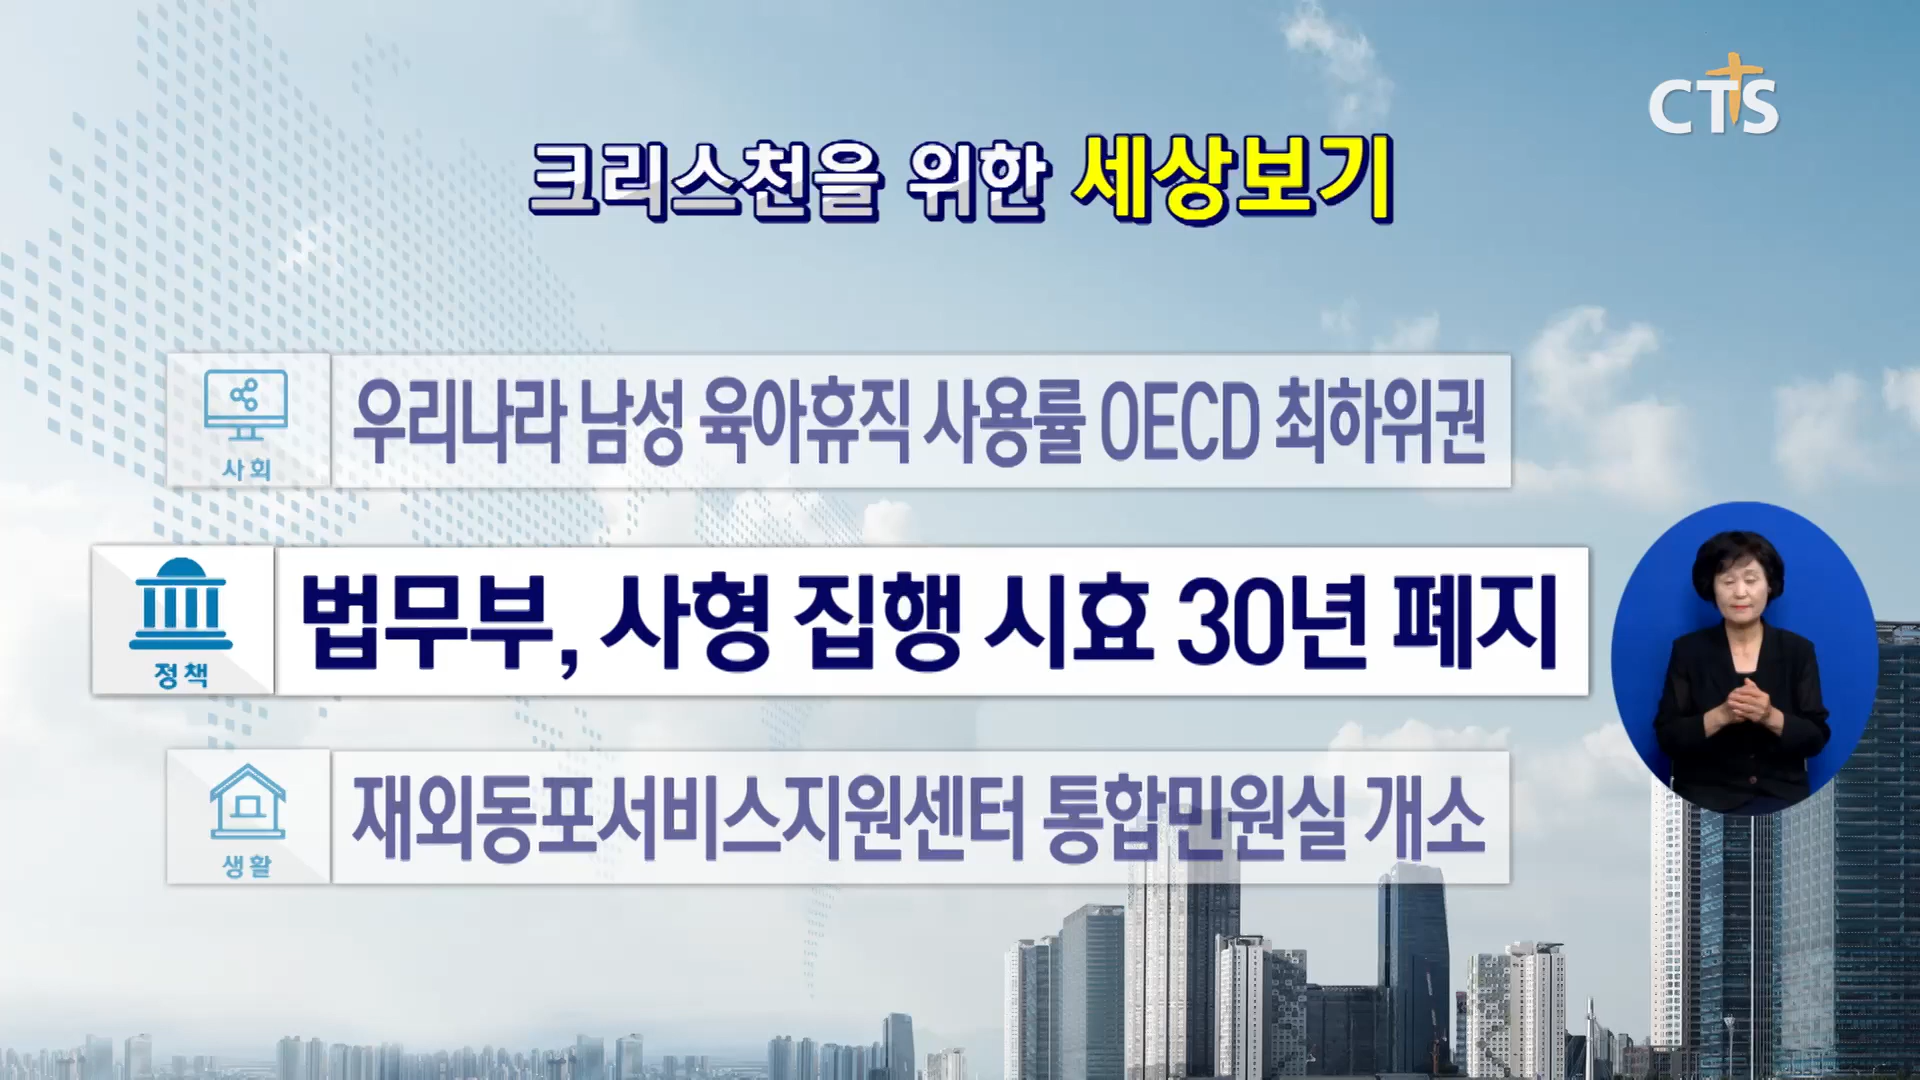 CTS
크리스천을 위한 세상보기
사회
우리나라 남성 육아휴직 사용률 OECD 최하위권
정책
법무부, 사형 집행 시효 30년 폐지
생활
재외동포서비스지원센터 통합민원실 개소